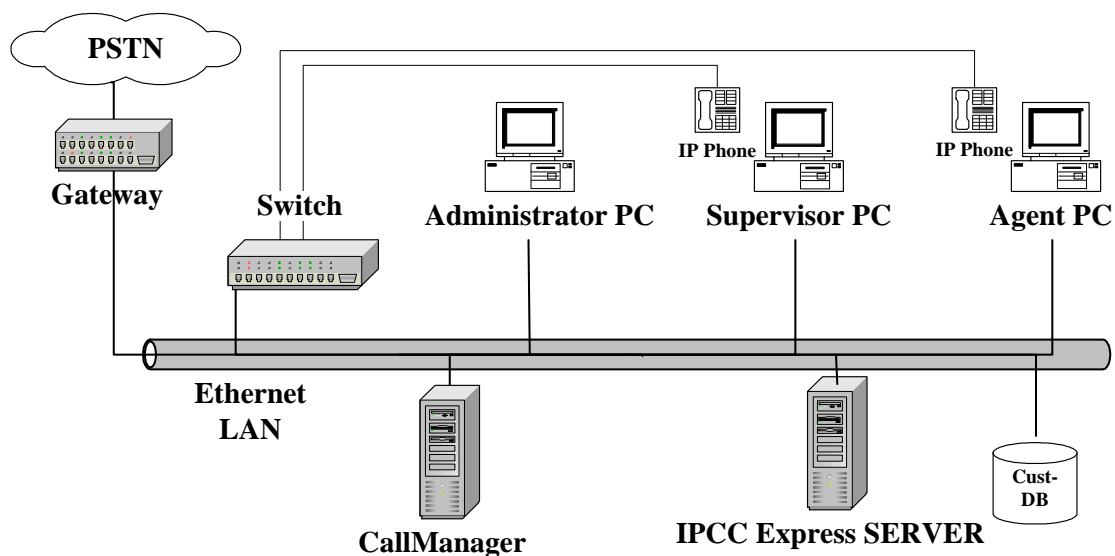 PSTN
Gateway
Switch
IP Phone
IP Phone
Administrator PC
Supervisor PC
Agent PC
Ethernet
LAN
CallManager
IPCC Express SERVER
Cust-
DB